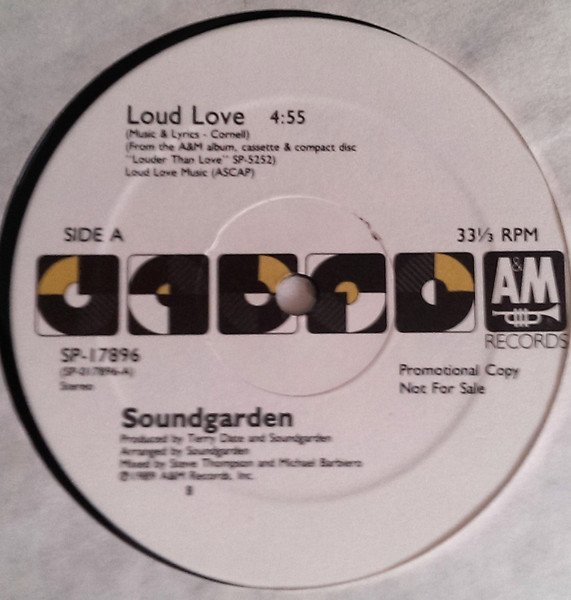 Loud Love 4:55
(Music & Lyrics - Cornell)
(From the A&M album, cassette & compact disc
"Louder Than Love" SP-5252)
Loud Love Music (ASCAP)
SIDE A
33⅓ RPM
A&M
RECORDS
SP-17896
(SP-017896-A)
Stereo
Promotional Copy
Not For Sale
Soundgarden
Produced by Terry Date and Soundgarden
Arranged by Soundgarden
Mixed by Steve Thompson and Michael Barbiero
℗1989 A&M Records, Inc.